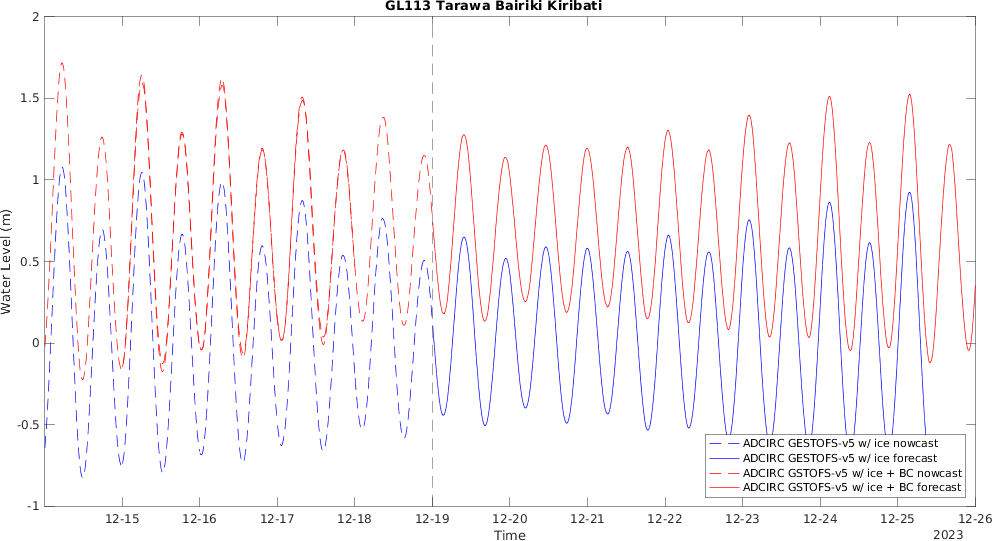 GL113 Tarawa Bairiki Kiribati
2
1.5
1
0.5
0
-0.5
-1
Water Level (m)
ADCIRC GESTOFS-v5 w/ ice nowcast
ADCIRC GESTOFS-v5 w/ ice forecast
ADCIRC GSTOFS-v5 w/ ice + BC nowcast
ADCIRC GSTOFS-v5 w/ ice + BC forecast
12-15 12-16 12-17 12-18 12-19 12-20 12-21 12-22 12-23 12-24 12-25 12-26
Time
2023